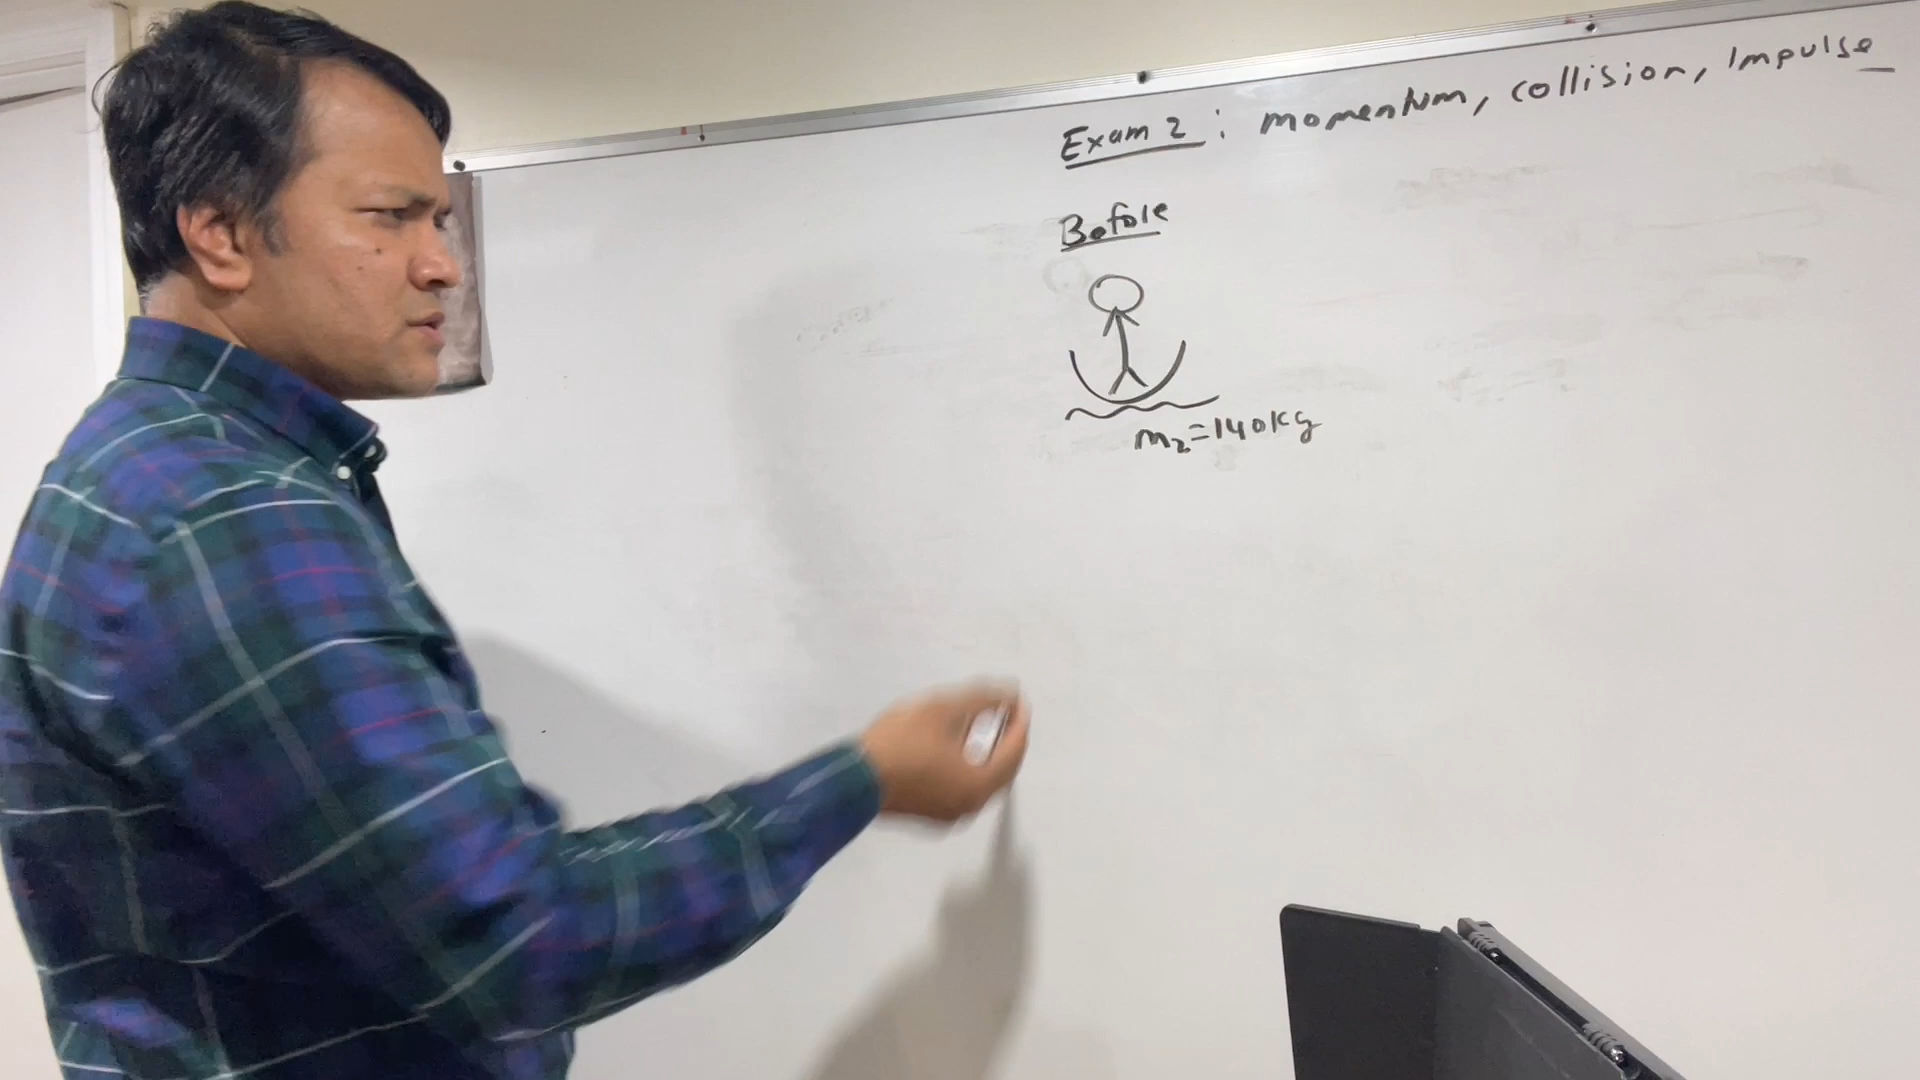 Exam 2 : momentum, collision, Impulse
Before
m2=140kg